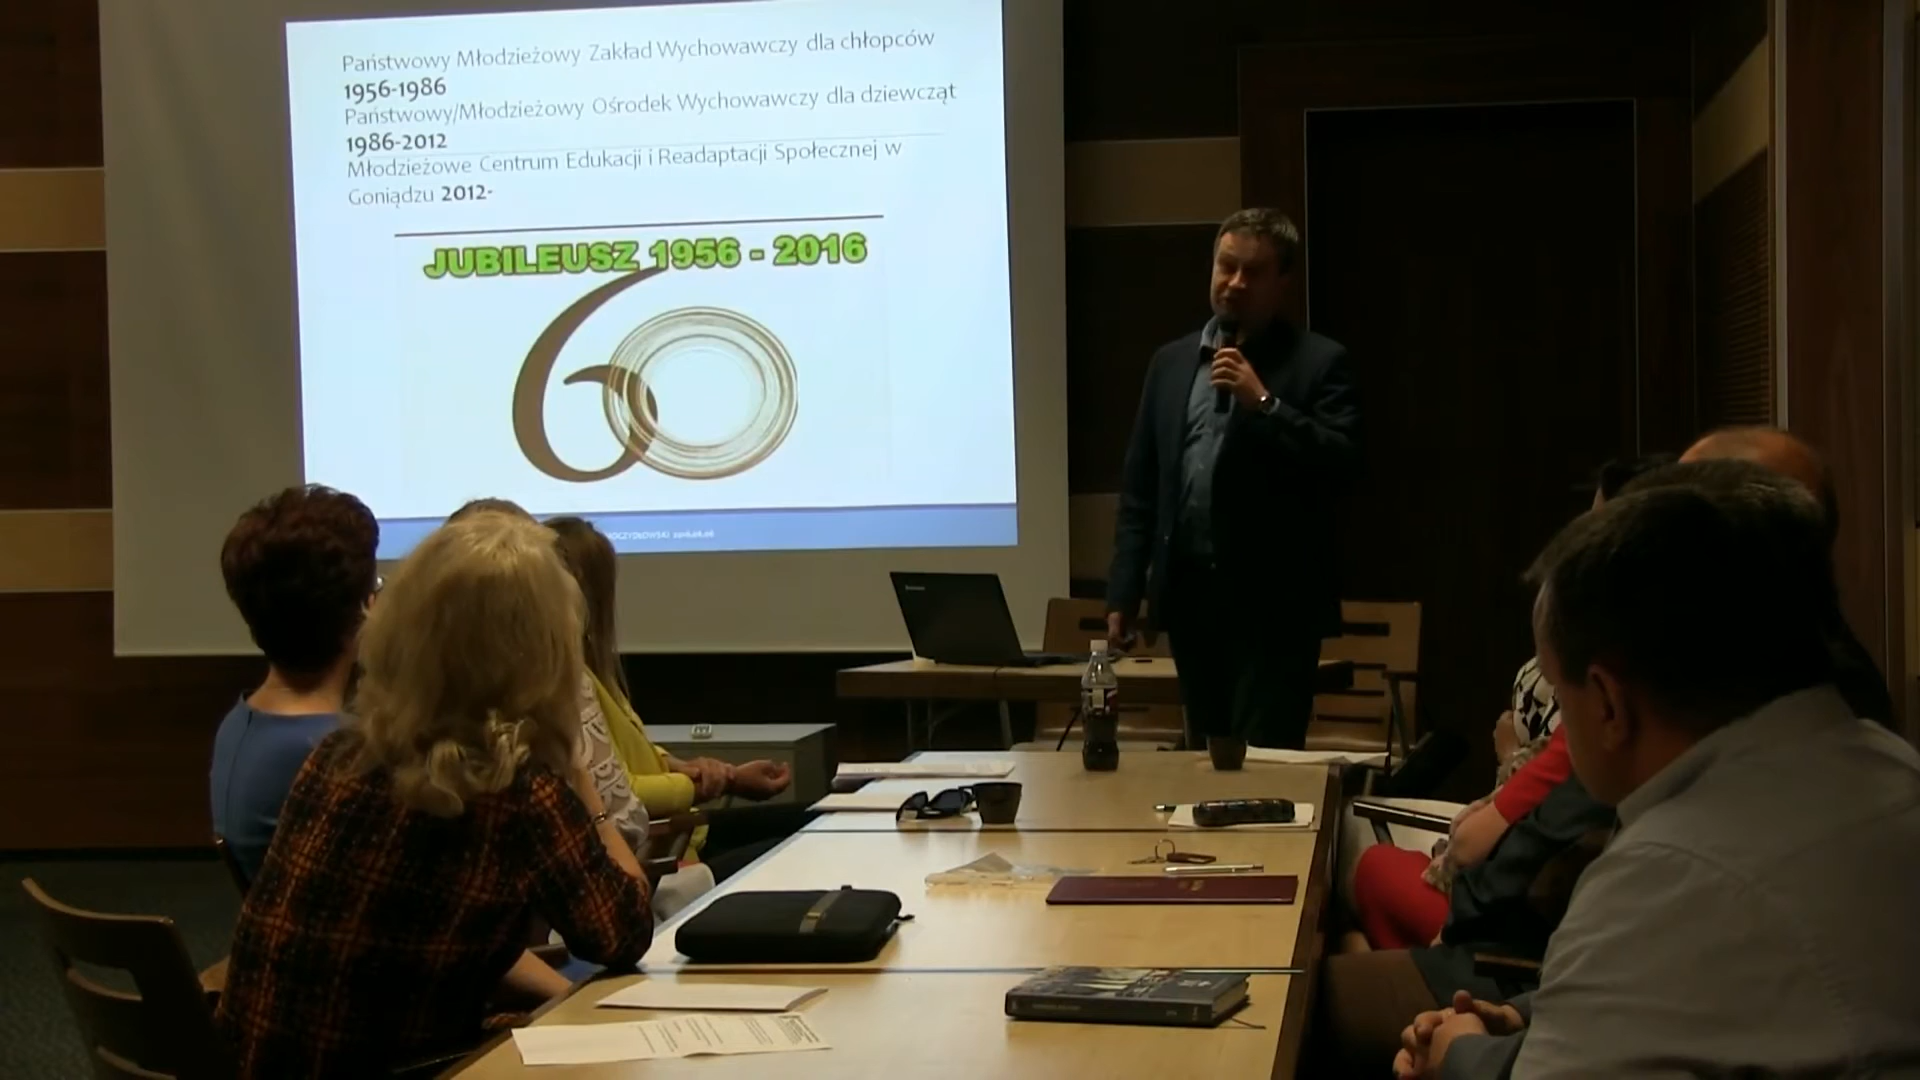 Państwowy Młodzieżowy Zakład Wychowawczy dla chłopców
1956-1986
Państwowy/Młodzieżowy Ośrodek Wychowawczy dla dziewcząt
1986-2012
Młodzieżowe Centrum Edukacji i Readaptacji Społecznej w
Goniądzu 2012-
JUBILEUSZ 1956 - 2016
60